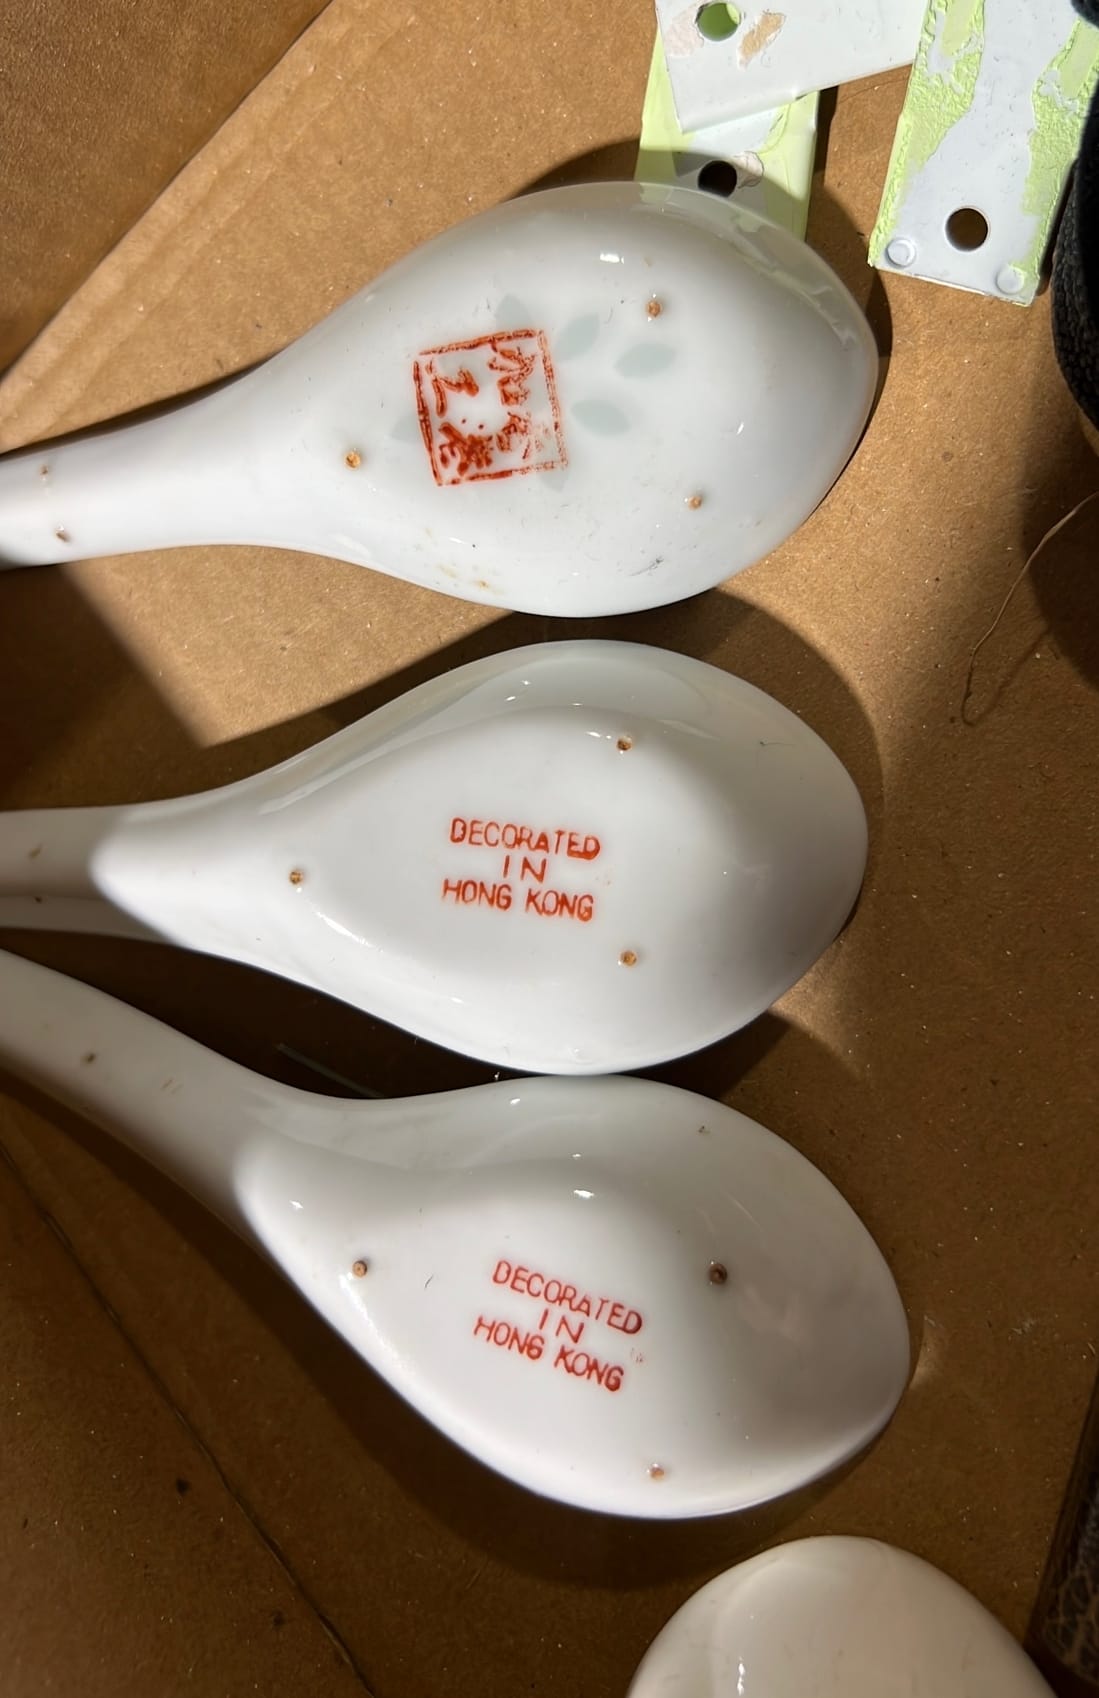 DECORATED
IN
HONG KONG
DECORATED
IN
HONG KONG